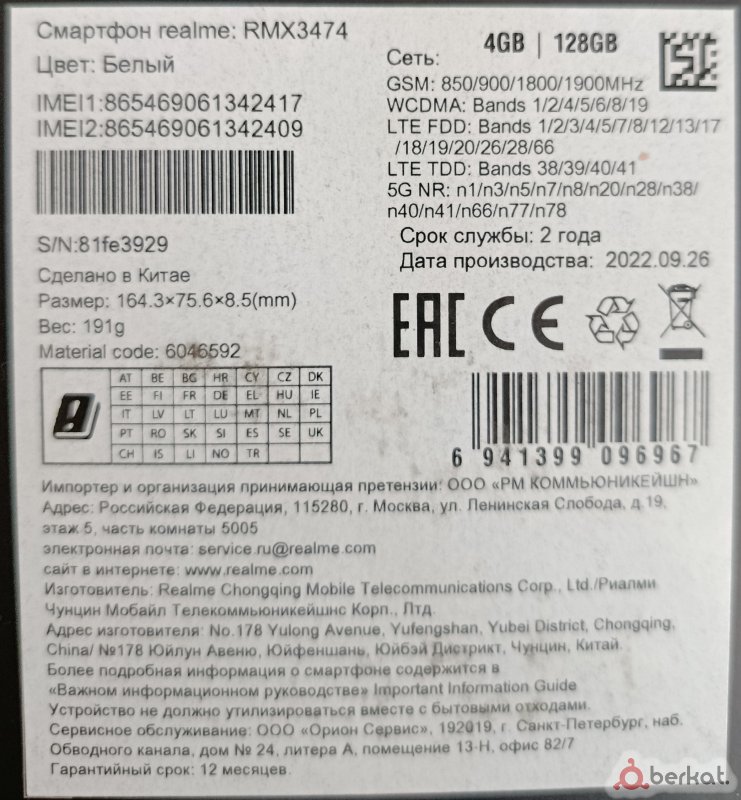 Смартфон realme: RMX3474
Цвет: Белый
IMEI1:865469061342417
IMEI2:865469061342409
S/N:81fe3929
Сделано в Китае
Размер: 164.3×75.6×8.5(mm)
Вес: 191g
Material code: 6046592
4GB | 128GB
Сеть:
GSM: 850/900/1800/1900MHz
WCDMA: Bands 1/2/4/5/6/8/19
LTE FDD: Bands 1/2/3/4/5/7/8/12/13/17
/18/19/20/26/28/66
LTE TDD: Bands 38/39/40/41
5G NR: n1/n3/n5/n7/n8/n20/n28/n38/
n40/n41/n66/n77/n78
Срок службы: 2 года
Дата производства: 2022.09.26
EAC CE
AT BE BG HR CY CZ DK
EE FI FR DE EL HU IE
IT LV LT LU MT NL PL
PT RO SK SI ES SE UK
CH IS LI NO TR
6 941399 096967
Импортер и организация принимающая претензии: ООО «РМ КОММЬЮНИКЕЙШН»
Адрес: Российская Федерация, 115280, г. Москва, ул. Ленинская Слобода, д.19,
этаж 5, часть комнаты 5005
электронная почта: service.ru@realme.com
сайт в интернете: www.realme.com
Изготовитель: Realme Chongqing Mobile Telecommunications Corp., Ltd./Риалми
Чунцин Мобайл Телекоммьюникейшнс Корп., Лтд.
Адрес изготовителя: No.178 Yulong Avenue, Yufengshan, Yubei District, Chongqing,
China/ №178 Юйлун Авеню, Юйфеншань, Юйбэй Дистрикт, Чунцин, Китай.
Более подробная информация о смартфоне содержится в
«Важном информационном руководстве» Important Information Guide
Устройство не должно утилизироваться вместе с бытовыми отходами.
Сервисное обслуживание: ООО «Орион Сервис», 192019, г. Санкт-Петербург, наб.
Обводного канала, дом № 24, литера А, помещение 13-Н, офис 82/7
Гарантийный срок: 12 месяцев.
berkat.